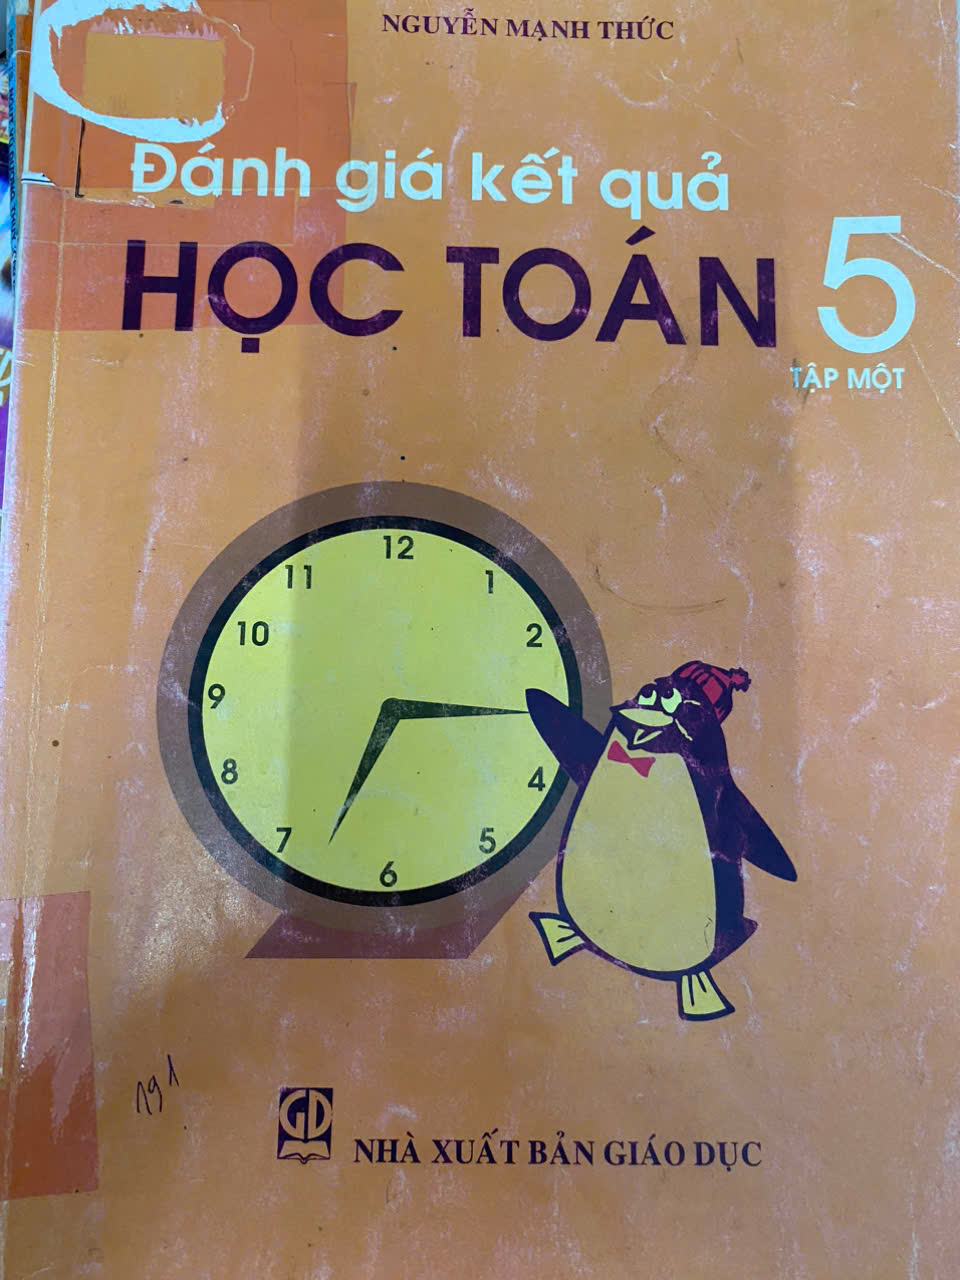 NGUYỄN MẠNH THỨC
Đánh giá kết quả
HỌC TOÁN 5
TẬP MỘT
12
11 1
10 2
9
8 4
7 5
6
191
GD
NHÀ XUẤT BẢN GIÁO DỤC